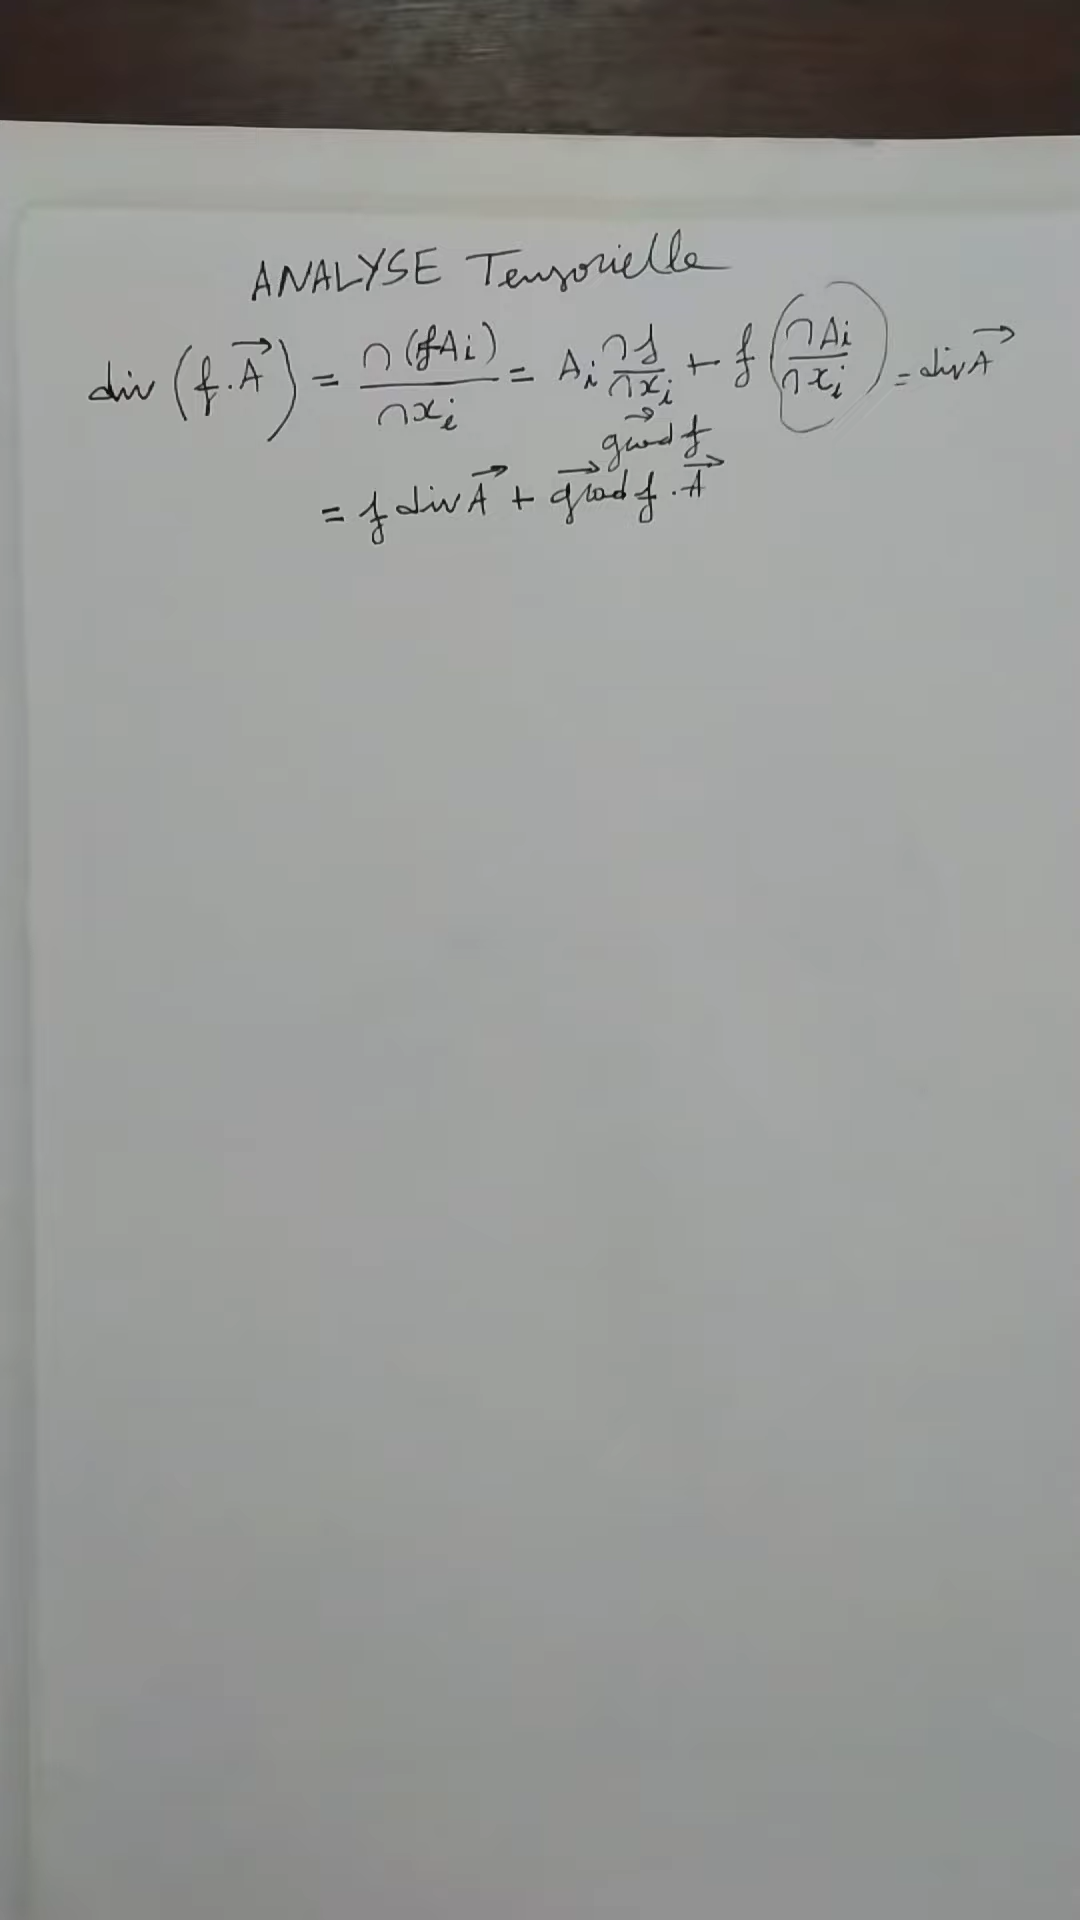 ANALYSE Tensorielle
div (f.A⃗) = ∂(fAi)/∂xi = Ai ∂f/∂xi + f (∂Ai/∂xi) = div A⃗
grad⃗ f
= f div A⃗ + grad⃗ f . A⃗